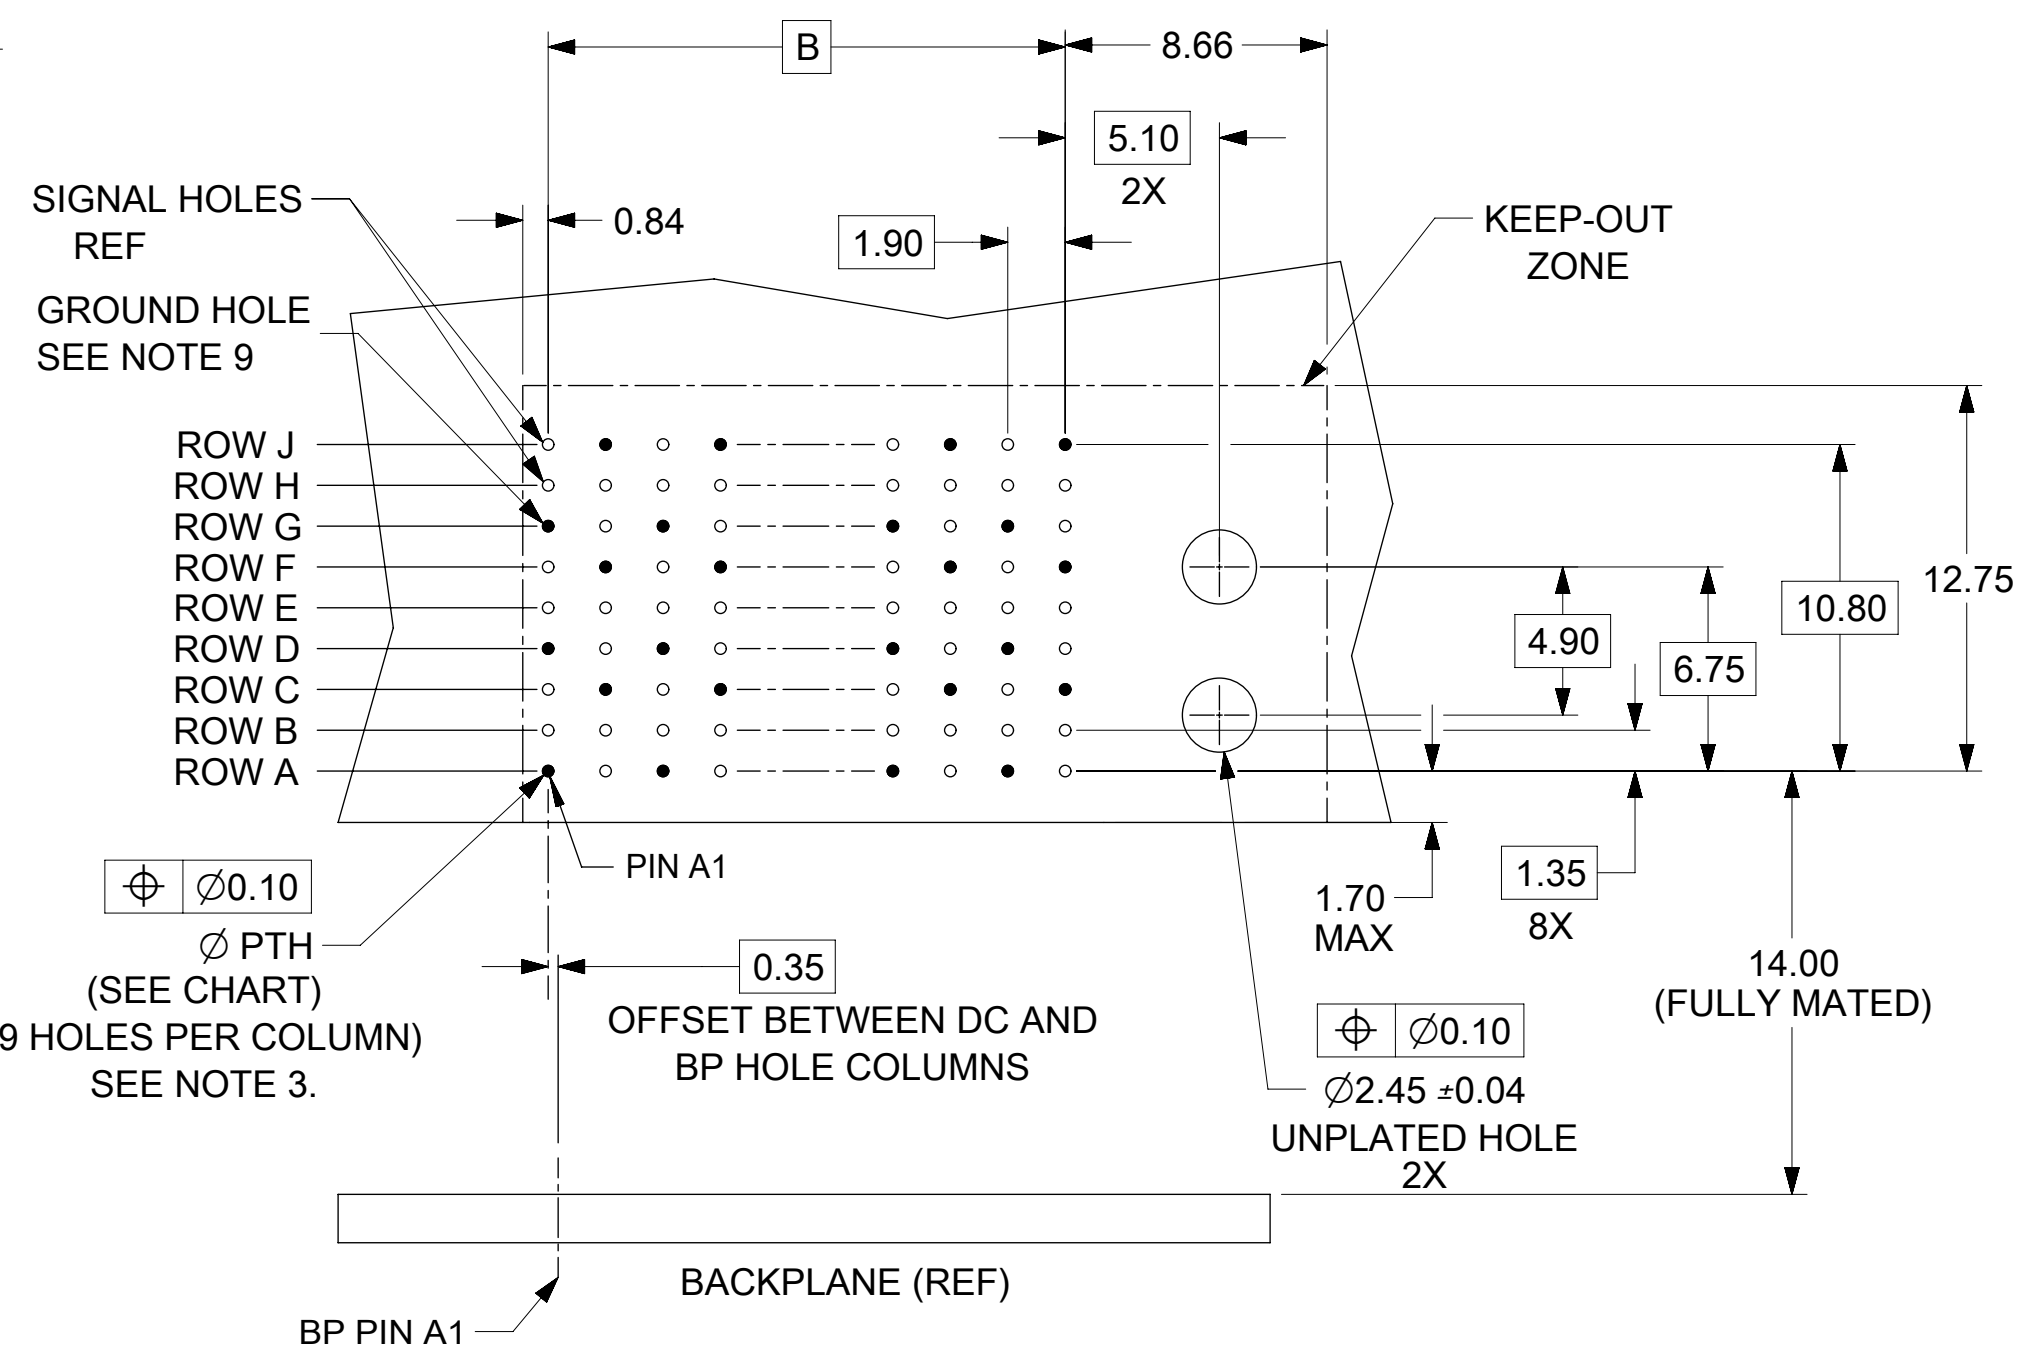 B
8.66
5.10
2X
SIGNAL HOLES
REF
0.84
1.90
KEEP-OUT
ZONE
GROUND HOLE
SEE NOTE 9
ROW J
ROW H
ROW G
ROW F
ROW E
ROW D
ROW C
ROW B
ROW A
12.75
10.80
4.90
6.75
PIN A1
⌖ ∅0.10
∅ PTH
(SEE CHART)
9 HOLES PER COLUMN)
SEE NOTE 3.
0.35
OFFSET BETWEEN DC AND
BP HOLE COLUMNS
1.70
MAX
1.35
8X
14.00
(FULLY MATED)
⌖ ∅0.10
∅2.45 ±0.04
UNPLATED HOLE
2X
BACKPLANE (REF)
BP PIN A1